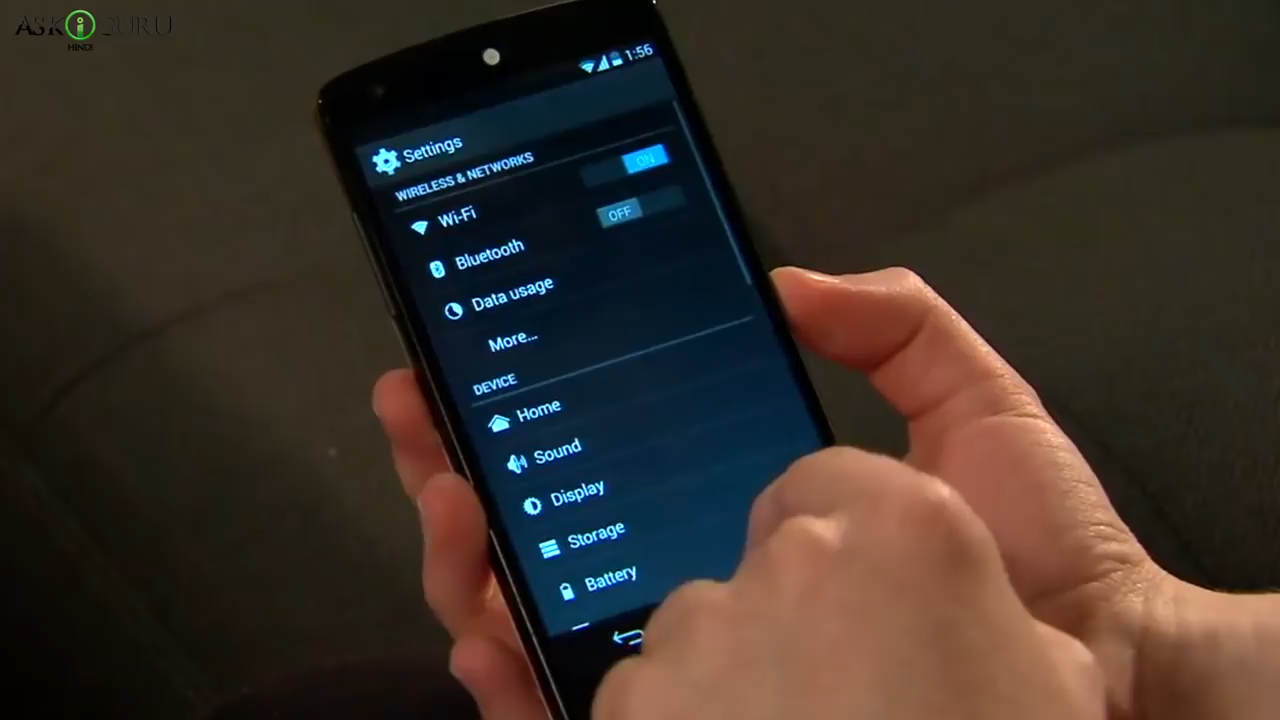 ASK i GURU
HINDI
1:56
Settings
WIRELESS & NETWORKS
Wi-Fi ON
Bluetooth OFF
Data usage
More...
DEVICE
Home
Sound
Display
Storage
Battery